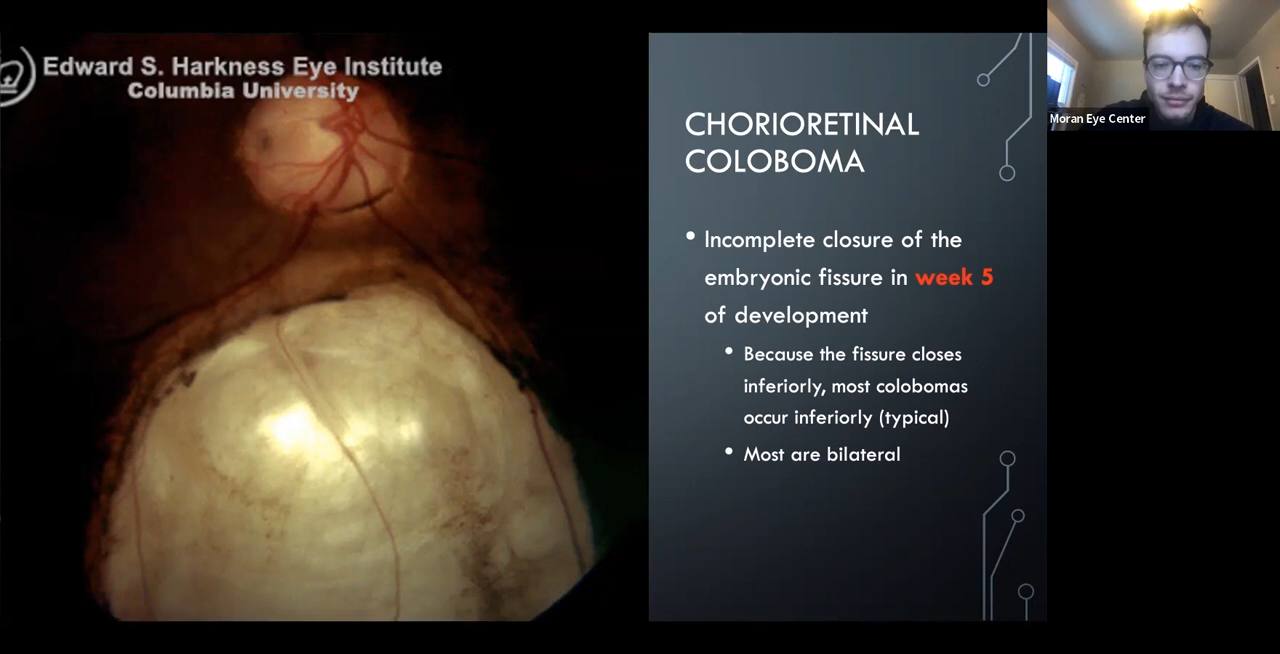 Edward S. Harkness Eye Institute
Columbia University
CHORIORETINAL
COLOBOMA
• Incomplete closure of the
embryonic fissure in week 5
of development
• Because the fissure closes
inferiorly, most colobomas
occur inferiorly (typical)
• Most are bilateral
Moran Eye Center